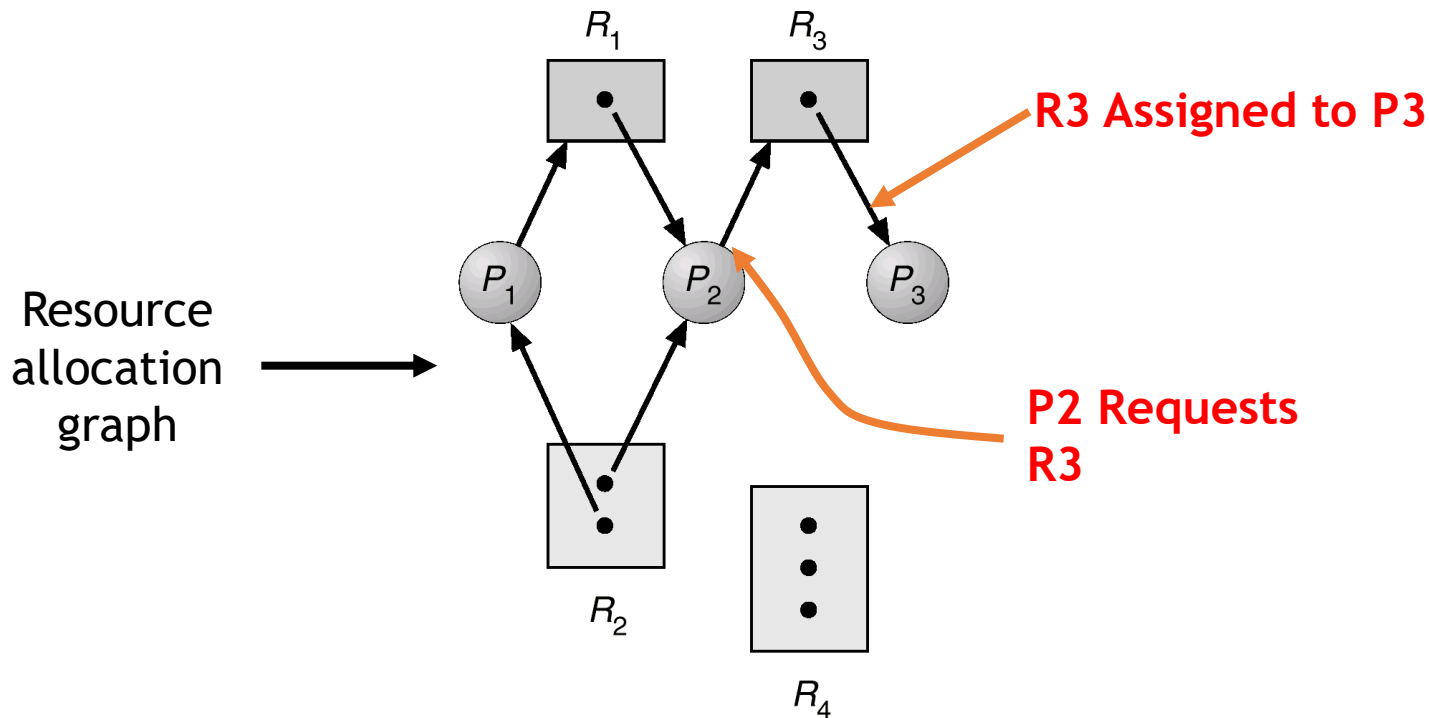 R1
R3
R3 Assigned to P3
P1
P2
P3
Resource
allocation
graph
P2 Requests
R3
R2
R4